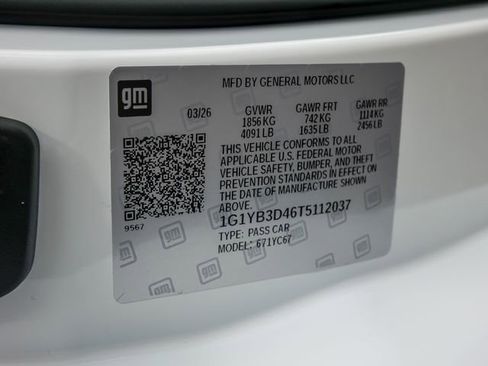 gm
MFD BY GENERAL MOTORS LLC
03/26 GVWR GAWR FRT GAWR RR
1856 KG 742 KG 1114 KG
4091 LB 1635 LB 2456 LB
THIS VEHICLE CONFORMS TO ALL
APPLICABLE U.S. FEDERAL MOTOR
VEHICLE SAFETY, BUMPER, AND THEFT
PREVENTION STANDARDS IN EFFECT ON
THE DATE OF MANUFACTURE SHOWN
ABOVE.
9567
1G1YB3D46T5112037
TYPE: PASS CAR
MODEL: 671YC67